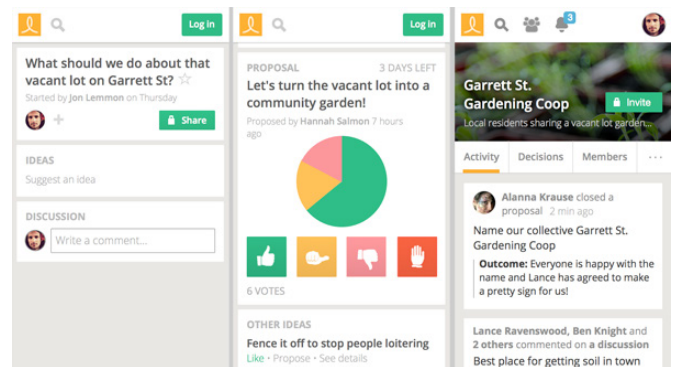 Log in
What should we do about that
vacant lot on Garrett St?
Started by Jon Lemmon on Thursday
Share
IDEAS
Suggest an idea
DISCUSSION
Write a comment...
Log in
PROPOSAL 3 DAYS LEFT
Let's turn the vacant lot into a
community garden!
Proposed by Hannah Salmon 7 hours
ago
6 VOTES
OTHER IDEAS
Fence it off to stop people loitering
Like • Propose • See details
3
Garrett St.
Gardening Coop
Invite
Local residents sharing a vacant lot garden...
Activity Decisions Members ...
Alanna Krause closed a
proposal 2 min ago
Name our collective Garrett St.
Gardening Coop
Outcome: Everyone is happy with the
name and Lance has agreed to make
a pretty sign for us!
Lance Ravenswood, Ben Knight and
2 others commented on a discussion
Best place for getting soil in town